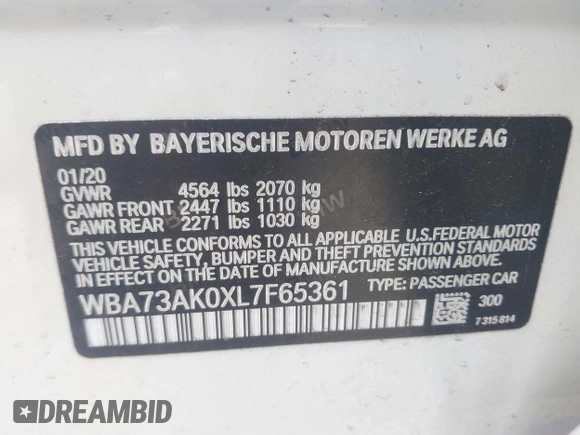 MFD BY BAYERISCHE MOTOREN WERKE AG
01/20
GVWR 4564 lbs 2070 kg
GAWR FRONT 2447 lbs 1110 kg
GAWR REAR 2271 lbs 1030 kg
THIS VEHICLE CONFORMS TO ALL APPLICABLE U.S.FEDERAL MOTOR
VEHICLE SAFETY, BUMPER AND THEFT PREVENTION STANDARDS
IN EFFECT ON THE DATE OF MANUFACTURE SHOWN ABOVE.
WBA73AK0XL7F65361 TYPE: PASSENGER CAR
300
7315814
DREAMBID